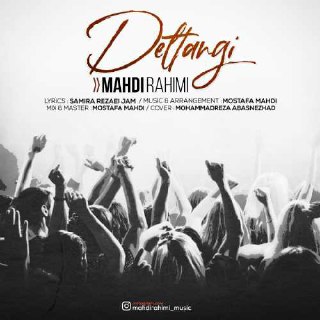 Deltangi
» MAHDI RAHIMI
LYRICS : SAMIRA REZAEI JAM / MUSIC & ARRANGEMENT : MOSTAFA MAHDI
MIX & MASTER : MOSTAFA MAHDI / COVER : MOHAMMADREZA ABASNEZHAD
mahdirahimi_music